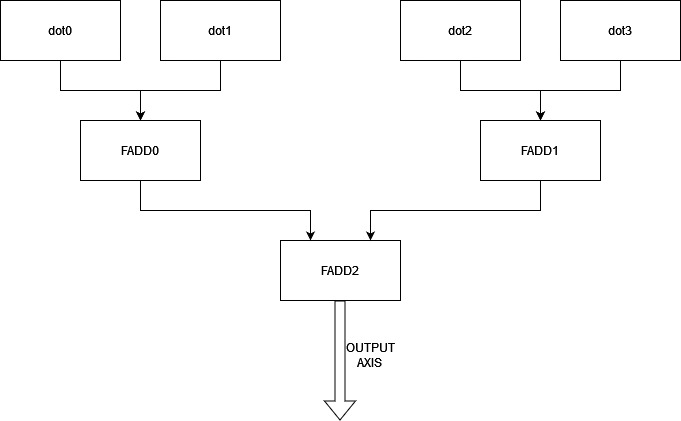 dot0
dot1
dot2
dot3
FADD0
FADD1
FADD2
OUTPUT
AXIS